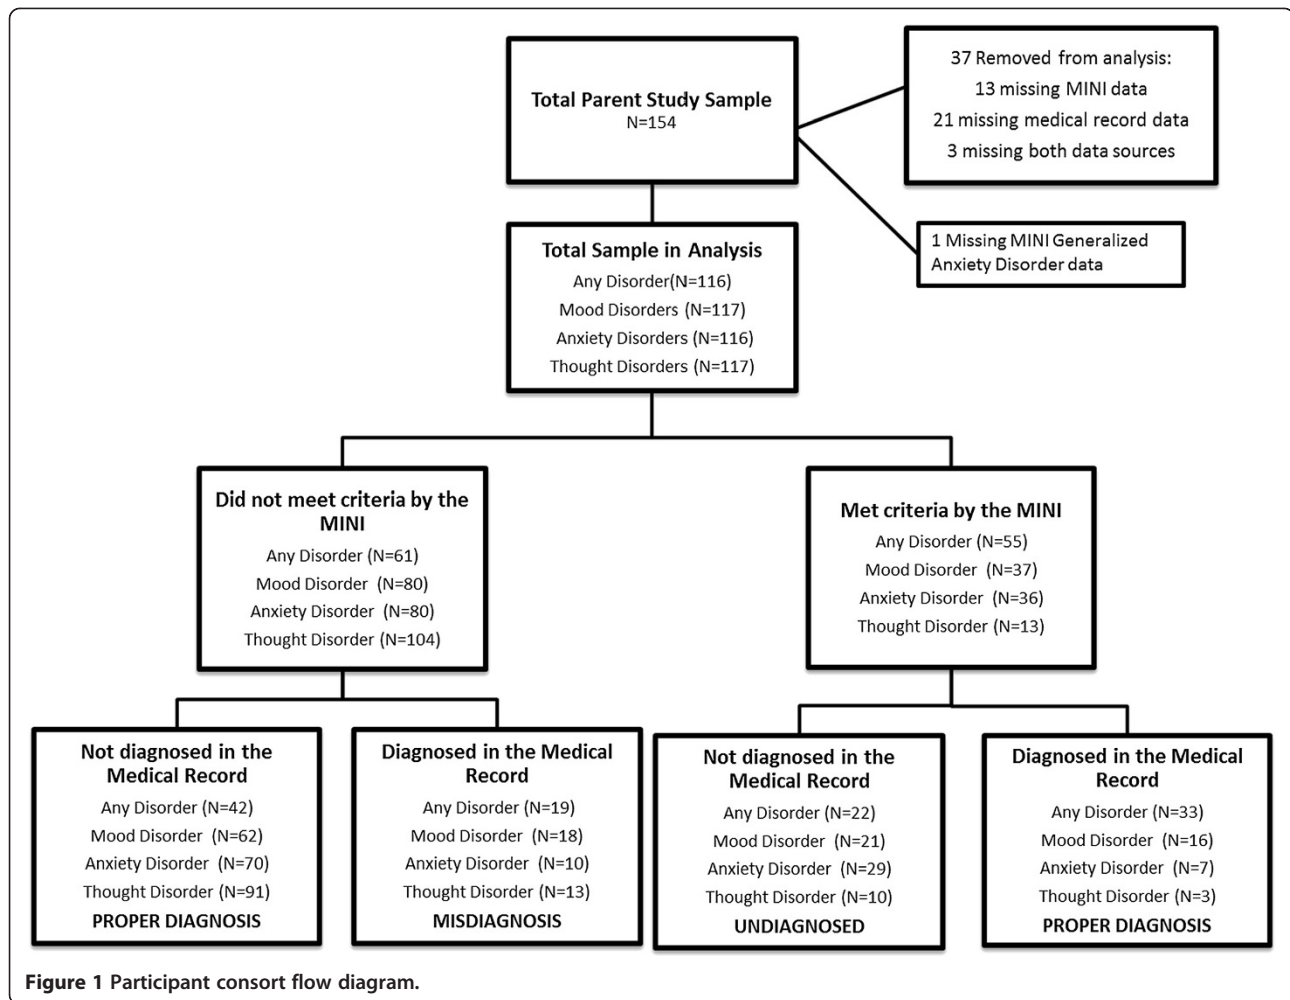 Total Parent Study Sample
N=154
37 Removed from analysis:
13 missing MINI data
21 missing medical record data
3 missing both data sources
1 Missing MINI Generalized
Anxiety Disorder data
Total Sample in Analysis
Any Disorder(N=116)
Mood Disorders (N=117)
Anxiety Disorders (N=116)
Thought Disorders (N=117)
Did not meet criteria by the
MINI
Any Disorder (N=61)
Mood Disorder (N=80)
Anxiety Disorder (N=80)
Thought Disorder (N=104)
Met criteria by the MINI
Any Disorder (N=55)
Mood Disorder (N=37)
Anxiety Disorder (N=36)
Thought Disorder (N=13)
Not diagnosed in the
Medical Record
Any Disorder (N=42)
Mood Disorder (N=62)
Anxiety Disorder (N=70)
Thought Disorder (N=91)
PROPER DIAGNOSIS
Diagnosed in the Medical
Record
Any Disorder (N=19)
Mood Disorder (N=18)
Anxiety Disorder (N=10)
Thought Disorder (N=13)
MISDIAGNOSIS
Not diagnosed in the
Medical Record
Any Disorder (N=22)
Mood Disorder (N=21)
Anxiety Disorder (N=29)
Thought Disorder (N=10)
UNDIAGNOSED
Diagnosed in the Medical
Record
Any Disorder (N=33)
Mood Disorder (N=16)
Anxiety Disorder (N=7)
Thought Disorder (N=3)
PROPER DIAGNOSIS
Figure 1 Participant consort flow diagram.